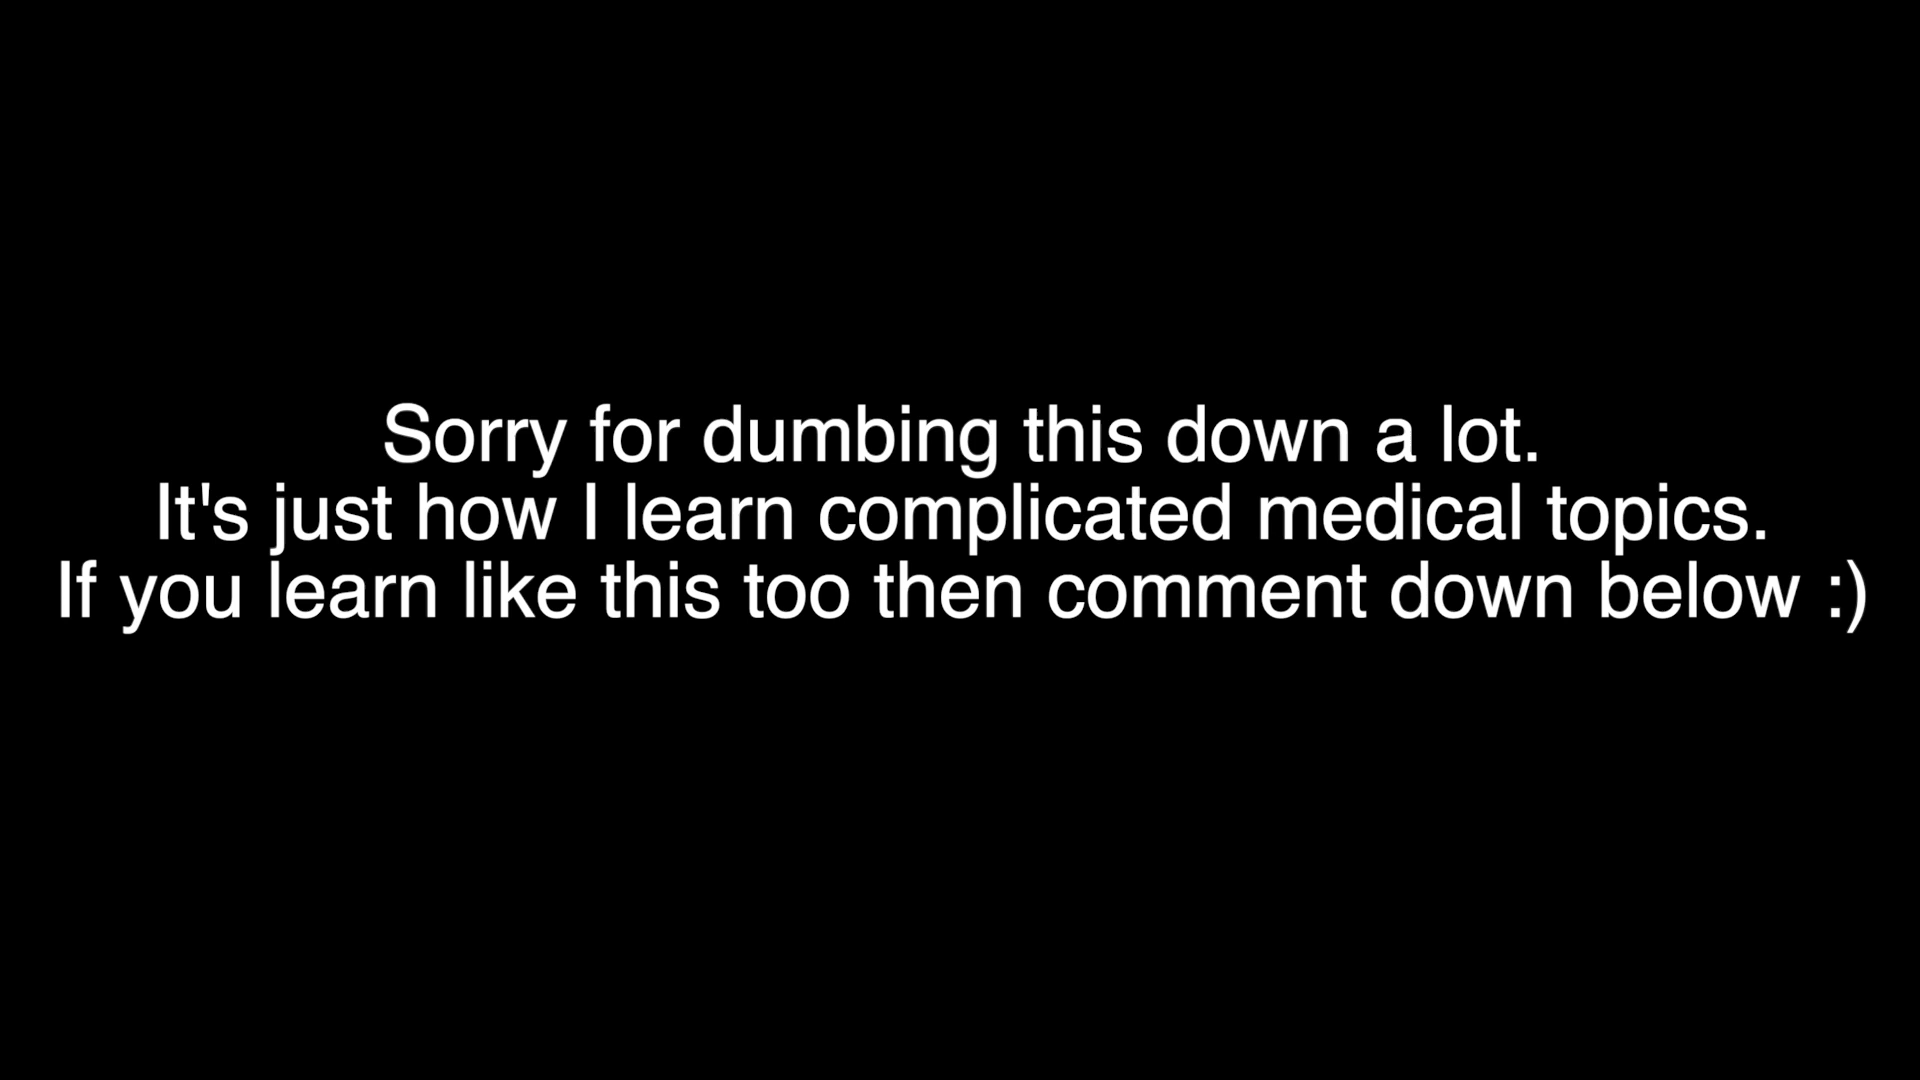 Sorry for dumbing this down a lot.
It's just how I learn complicated medical topics.
If you learn like this too then comment down below :)